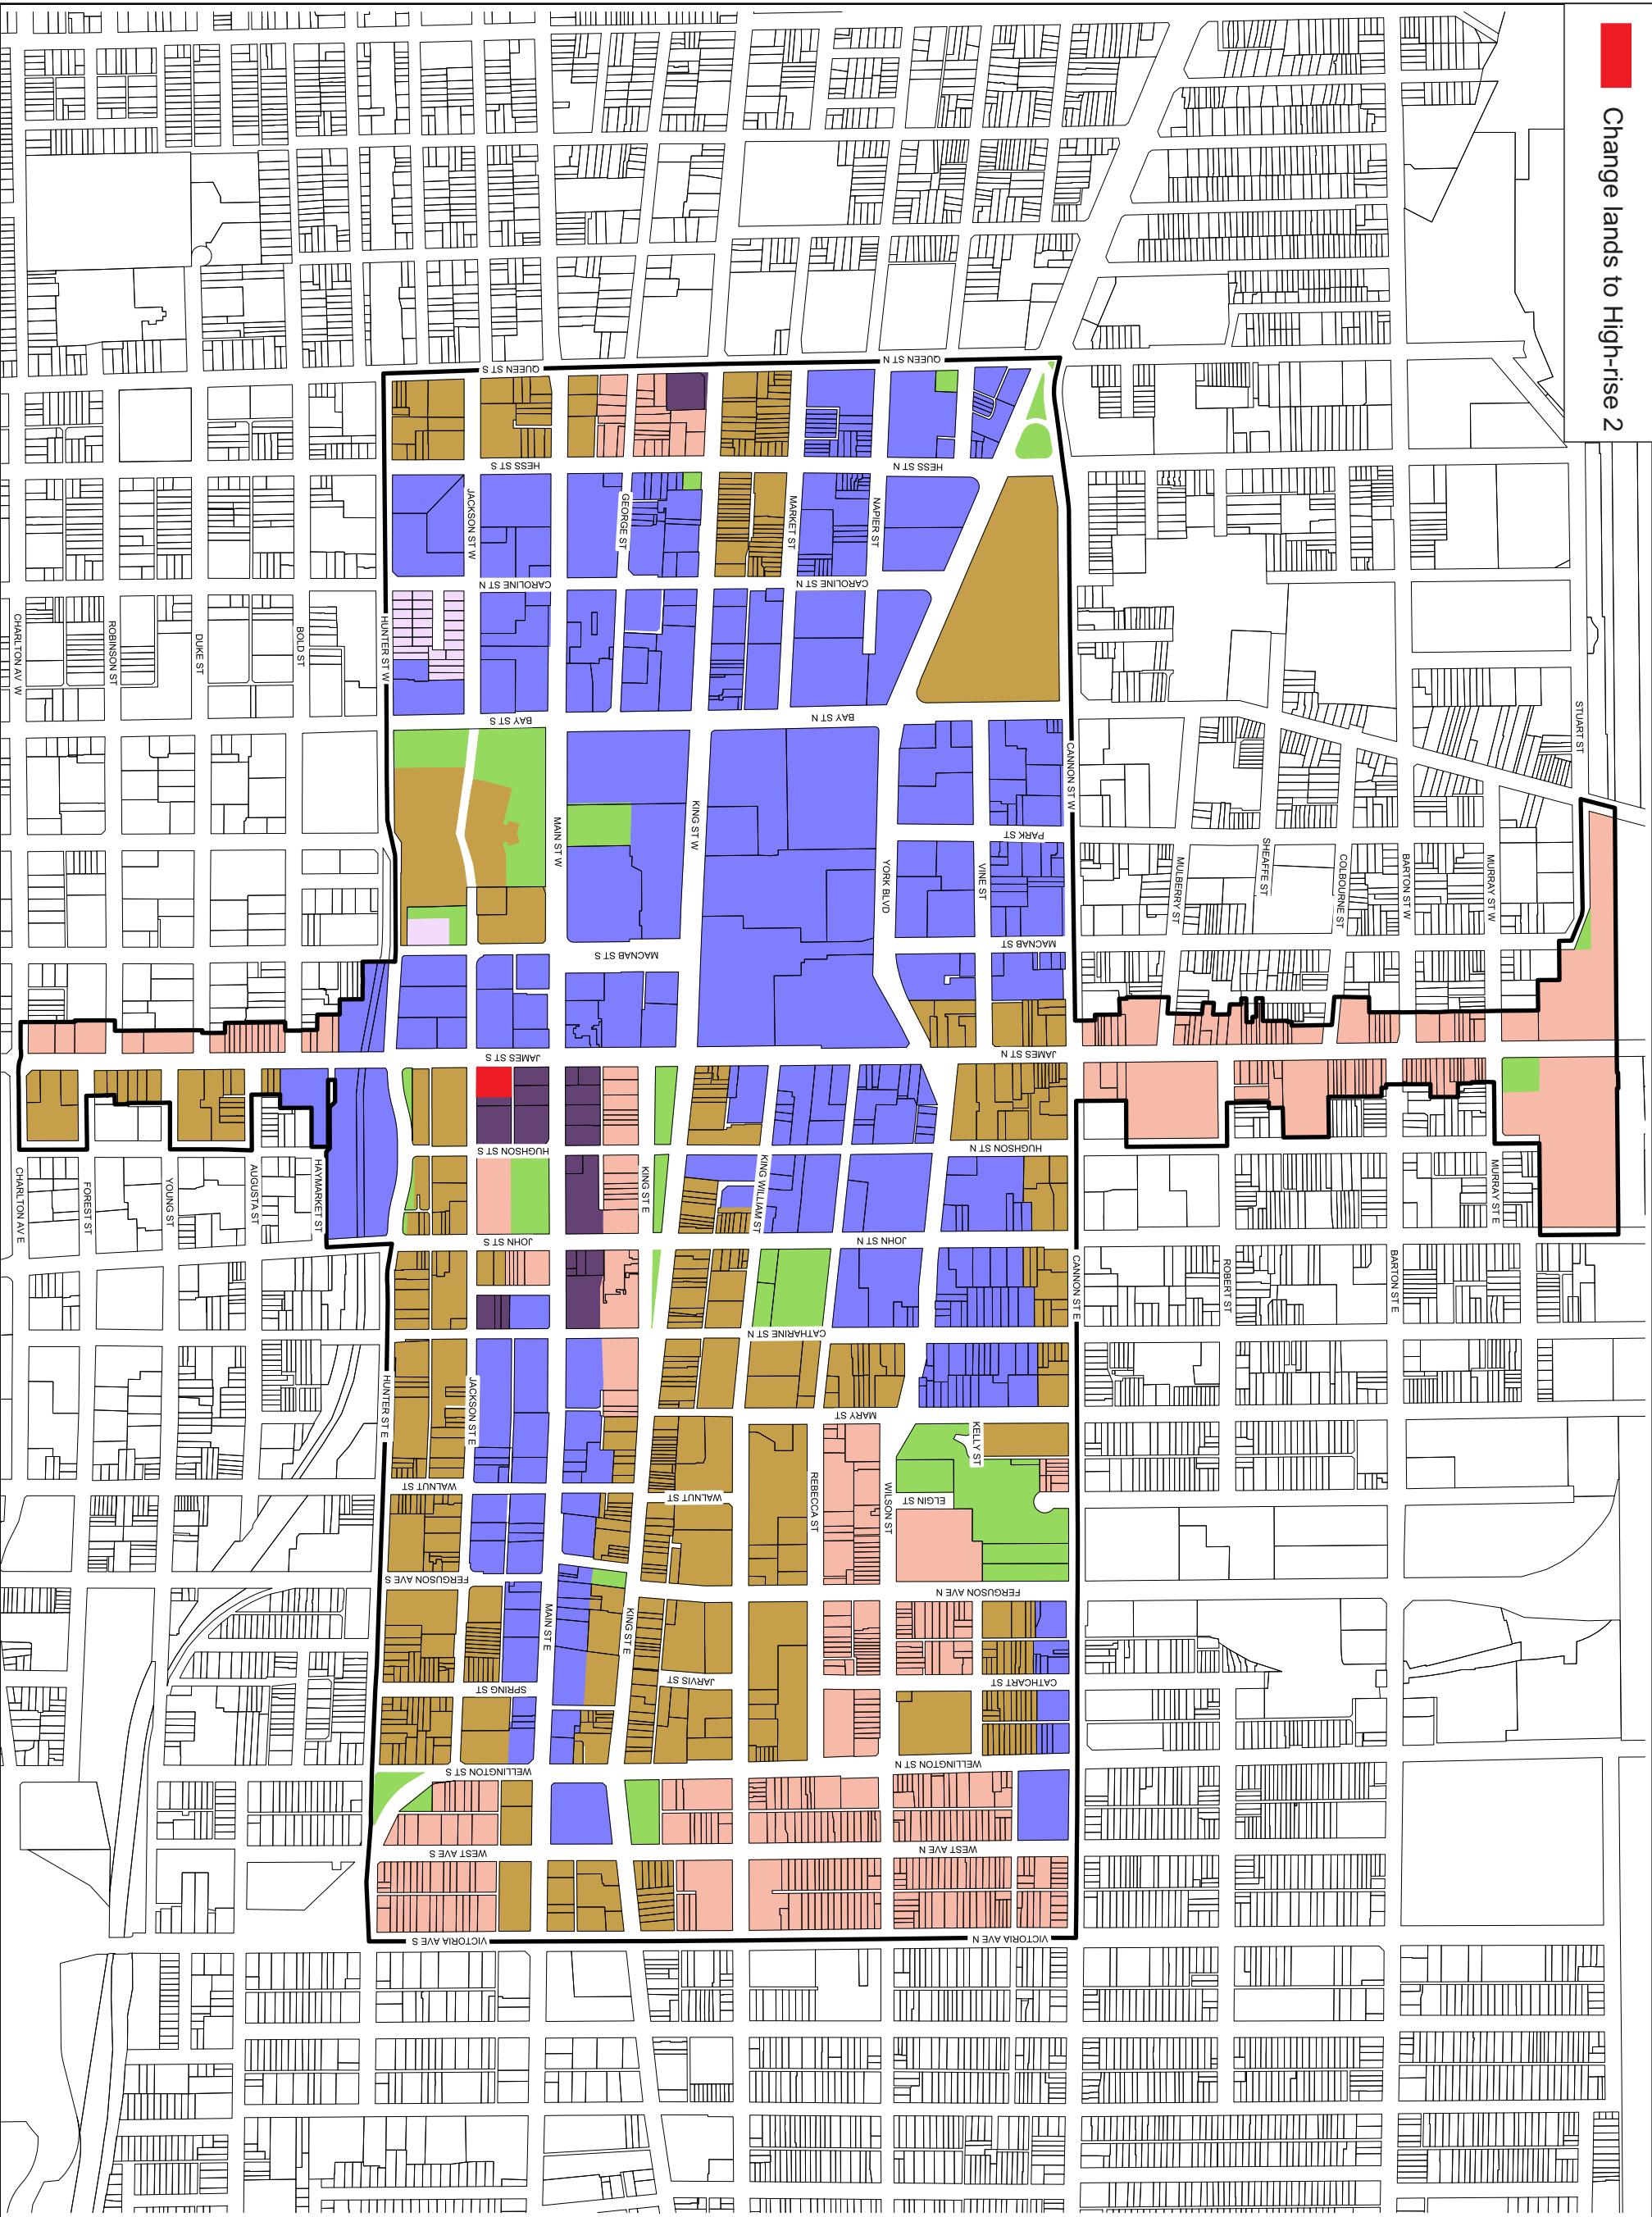 Change lands to High-rise 2
QUEEN ST S
QUEEN ST N
HESS ST S
HESS ST N
JACKSON ST W
GEORGE ST
MARKET ST
NAPIER ST
CAROLINE ST N
CAROLINE ST N
CHARLTON AV W
ROBINSON ST
DUKE ST
BOLD ST
HUNTER ST W
BAY ST S
BAY ST N
STUART ST
CANNON ST W
MAIN ST W
KING ST W
PARK ST
YORK BLVD
VINE ST
MULBERRY ST
SHEAFFE ST
COLBOURNE ST
BARTON ST W
MURRAY ST W
MACNAB ST S
MACNAB ST
JAMES ST S
JAMES ST N
HUGHSON ST S
HUGHSON ST N
CHARLTON AV E
FOREST ST
YOUNG ST
AUGUSTA ST
HAYMARKET ST
KING ST E
KING WILLIAM ST
MURRAY ST E
JOHN ST S
JOHN ST N
CANNON ST E
ROBERT ST
BARTON ST E
CATHARINE ST N
HUNTER ST E
JACKSON ST E
MARY ST
KELLY ST
WALNUT ST
WALNUT ST
REBECCA ST
WILSON ST
ELGIN ST
FERGUSON AVE S
FERGUSON AVE N
MAIN ST E
KING ST E
SPRING ST
JARVIS ST
CATHCART ST
WELLINGTON ST S
WELLINGTON ST N
WEST AVE S
WEST AVE N
VICTORIA AVE S
VICTORIA AVE N